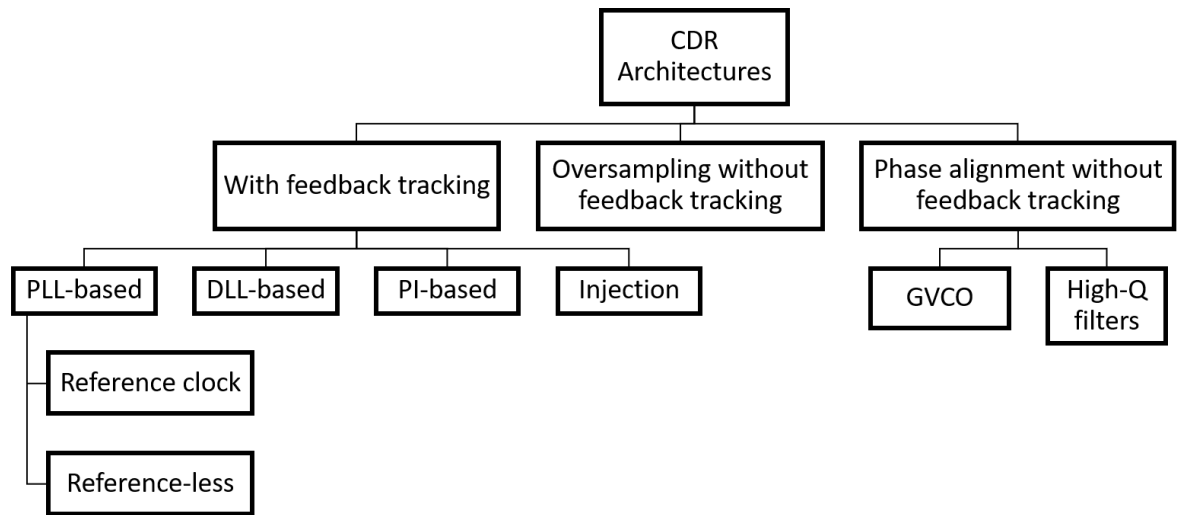 CDR
Architectures
With feedback tracking
Oversampling without
feedback tracking
Phase alignment without
feedback tracking
PLL-based
DLL-based
PI-based
Injection
GVCO
High-Q
filters
Reference clock
Reference-less